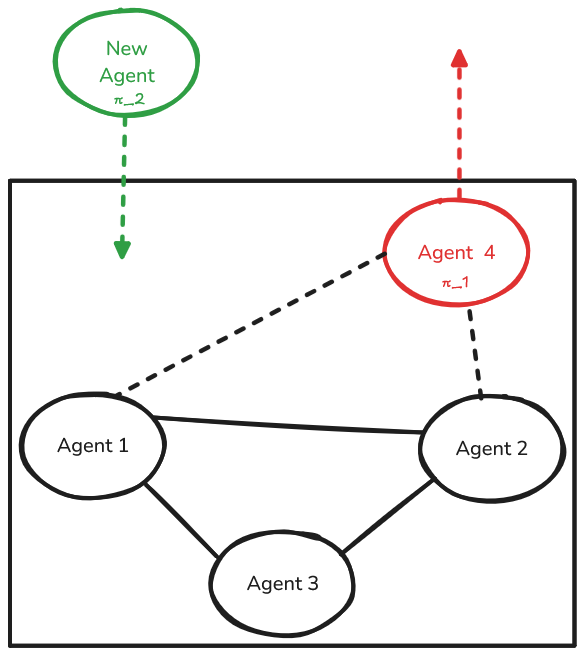 New
Agent
π_2
Agent 4
π_1
Agent 1
Agent 2
Agent 3